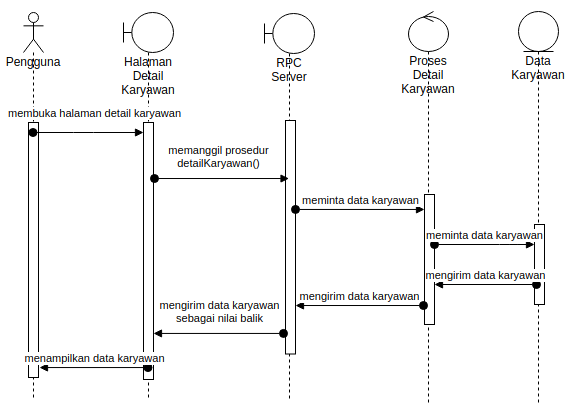 Pengguna
Halaman
Detail
Karyawan
RPC
Server
Proses
Detail
Karyawan
Data
Karyawan
membuka halaman detail karyawan
memanggil prosedur
detailKaryawan()
meminta data karyawan
meminta data karyawan
mengirim data karyawan
mengirim data karyawan
mengirim data karyawan
sebagai nilai balik
menampilkan data karyawan